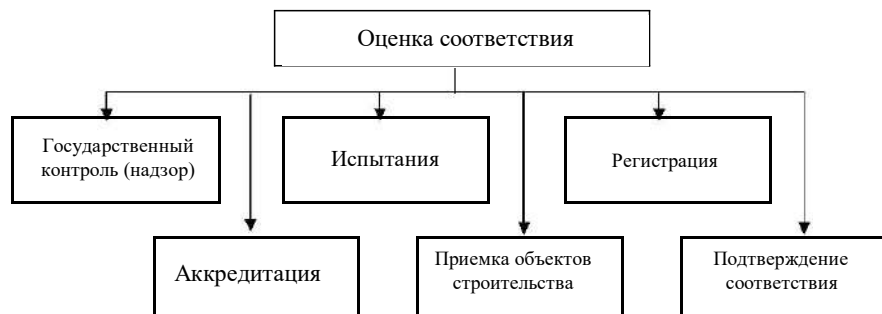 Оценка соответствия
Государственный
контроль (надзор)
Испытания
Регистрация
Аккредитация
Приемка объектов
строительства
Подтверждение
соответствия